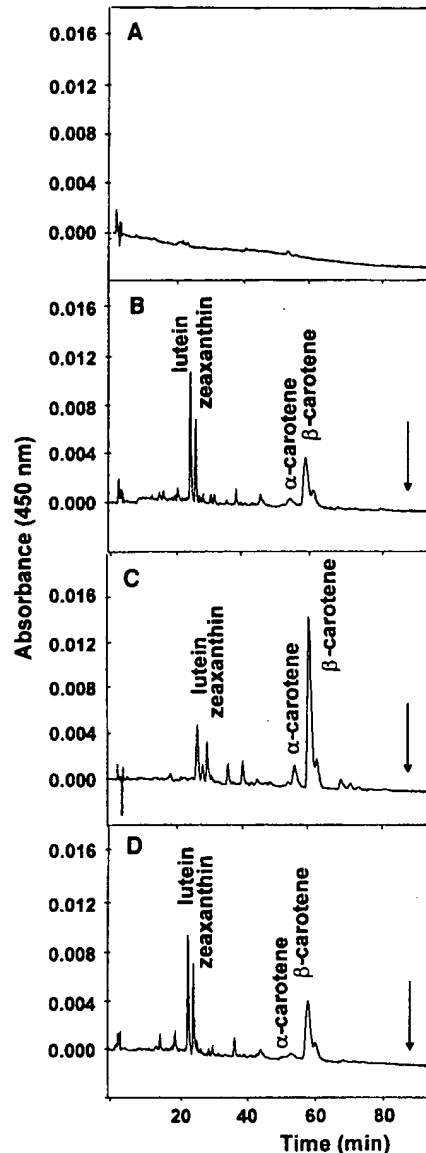 Absorbance (450 nm)
A
0.016
0.012
0.008
0.004
0.000
B
lutein
zeaxanthin
α-carotene
β-carotene
0.016
0.012
0.008
0.004
0.000
C
lutein
zeaxanthin
α-carotene
β-carotene
0.016
0.012
0.008
0.004
0.000
D
lutein
zeaxanthin
α-carotene
β-carotene
0.016
0.012
0.008
0.004
0.000
20 40 60 80
Time (min)